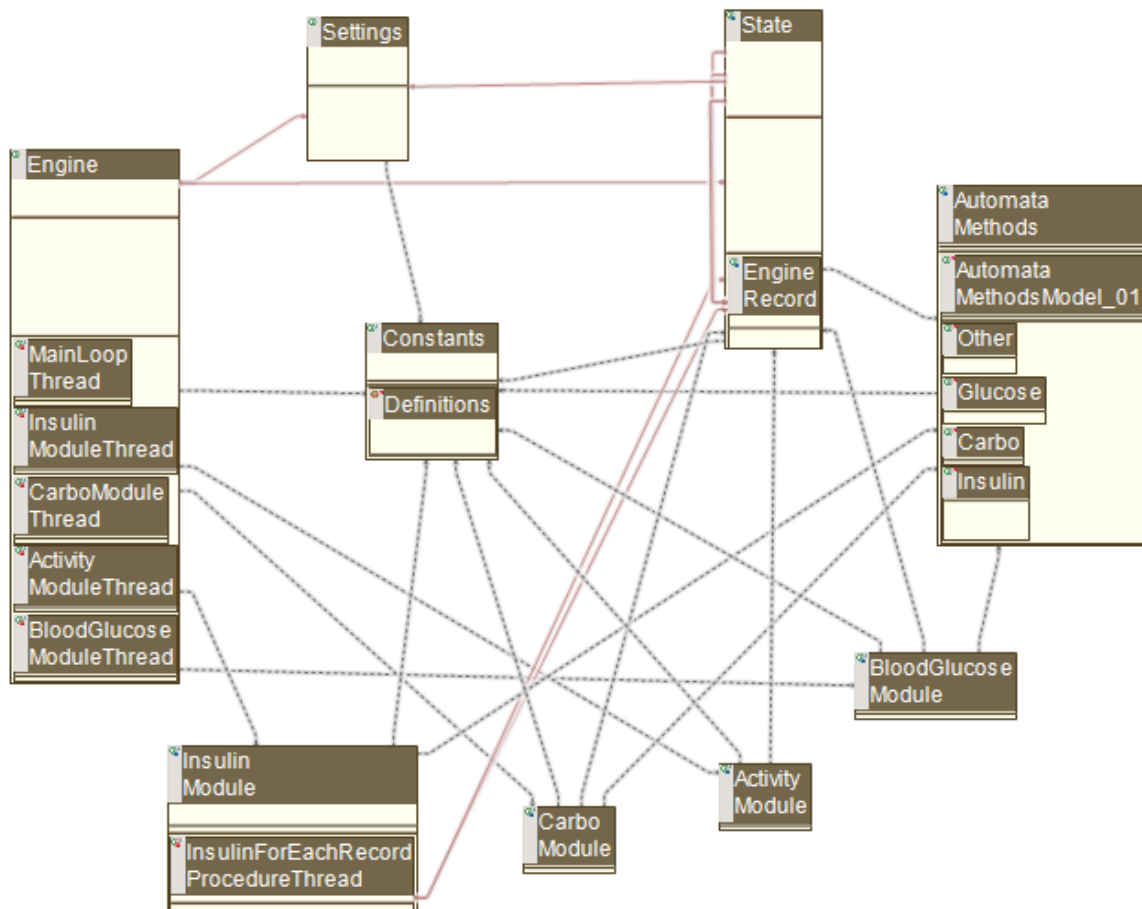 Settings
State
Engine
Automata
Methods
Automata
MethodsModel_01
Engine
Record
Other
Constants
MainLoop
Thread
Glucose
Definitions
Insulin
ModuleThread
Carbo
Insulin
CarboModule
Thread
Activity
ModuleThread
BloodGlucose
ModuleThread
BloodGlucose
Module
Insulin
Module
Activity
Module
Carbo
Module
InsulinForEachRecord
ProcedureThread